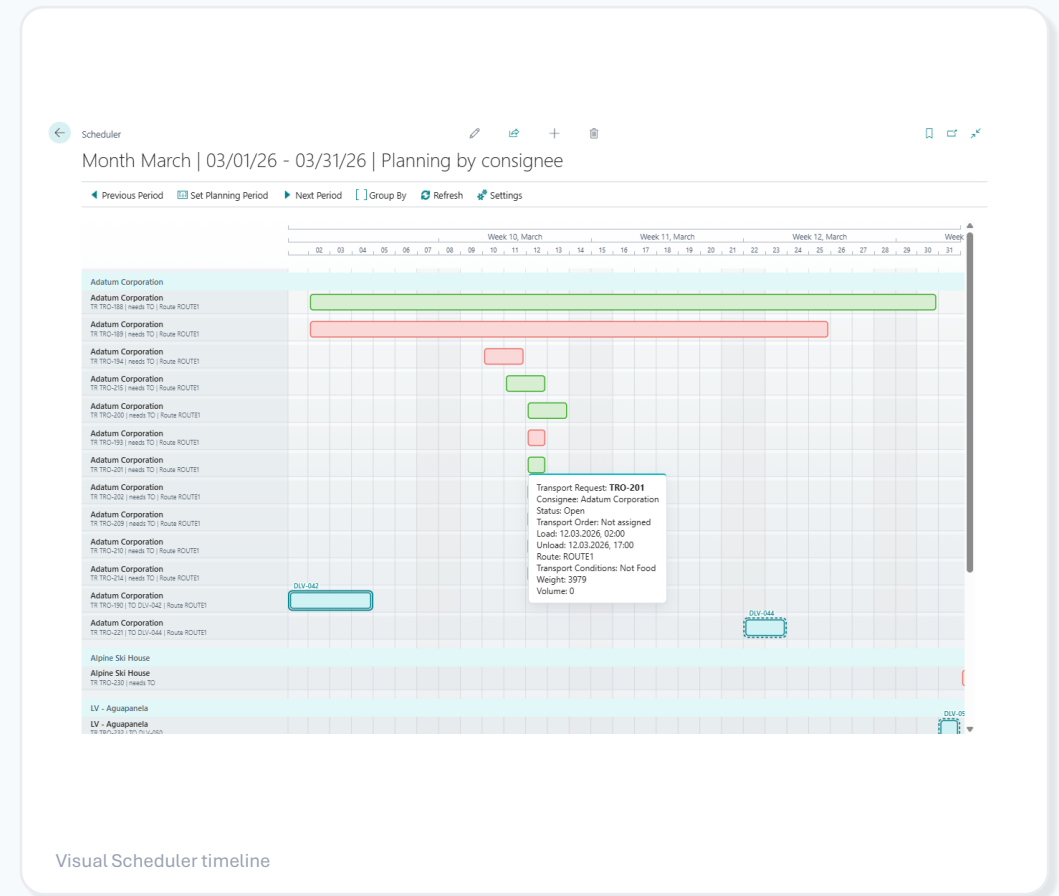 Scheduler
Month March | 03/01/26 - 03/31/26 | Planning by consignee
Previous Period Set Planning Period Next Period Group By Refresh Settings
Week 10, March Week 11, March Week 12, March Week
02 03 04 05 06 07 08 09 10 11 12 13 14 15 16 17 18 19 20 21 22 23 24 25 26 27 28 29 30 31
Adatum Corporation
Adatum Corporation
TR TRO-188 | needs TO | Route ROUTE1
Adatum Corporation
TR TRO-189 | needs TO | Route ROUTE1
Adatum Corporation
TR TRO-194 | needs TO | Route ROUTE1
Adatum Corporation
TR TRO-215 | needs TO | Route ROUTE1
Adatum Corporation
TR TRO-200 | needs TO | Route ROUTE1
Adatum Corporation
TR TRO-193 | needs TO | Route ROUTE1
Adatum Corporation
TR TRO-201 | needs TO | Route ROUTE1
Adatum Corporation
TR TRO-202 | needs TO | Route ROUTE1
Adatum Corporation
TR TRO-209 | needs TO | Route ROUTE1
Adatum Corporation
TR TRO-210 | needs TO | Route ROUTE1
Adatum Corporation
TR TRO-214 | needs TO | Route ROUTE1
Transport Request: TRO-201
Consignee: Adatum Corporation
Status: Open
Transport Order: Not assigned
Load: 12.03.2026, 02:00
Unload: 12.03.2026, 17:00
Route: ROUTE1
Transport Conditions: Not Food
Weight: 3979
Volume: 0
DLV-042
Adatum Corporation
TR TRO-190 | TO DLV-042 | Route ROUTE1
DLV-044
Adatum Corporation
TR TRO-221 | TO DLV-044 | Route ROUTE1
Alpine Ski House
Alpine Ski House
TR TRO-230 | needs TO
LV - Aguapanela
DLV-05
LV - Aguapanela
TR TRO-232 | TO DLV-050
Visual Scheduler timeline